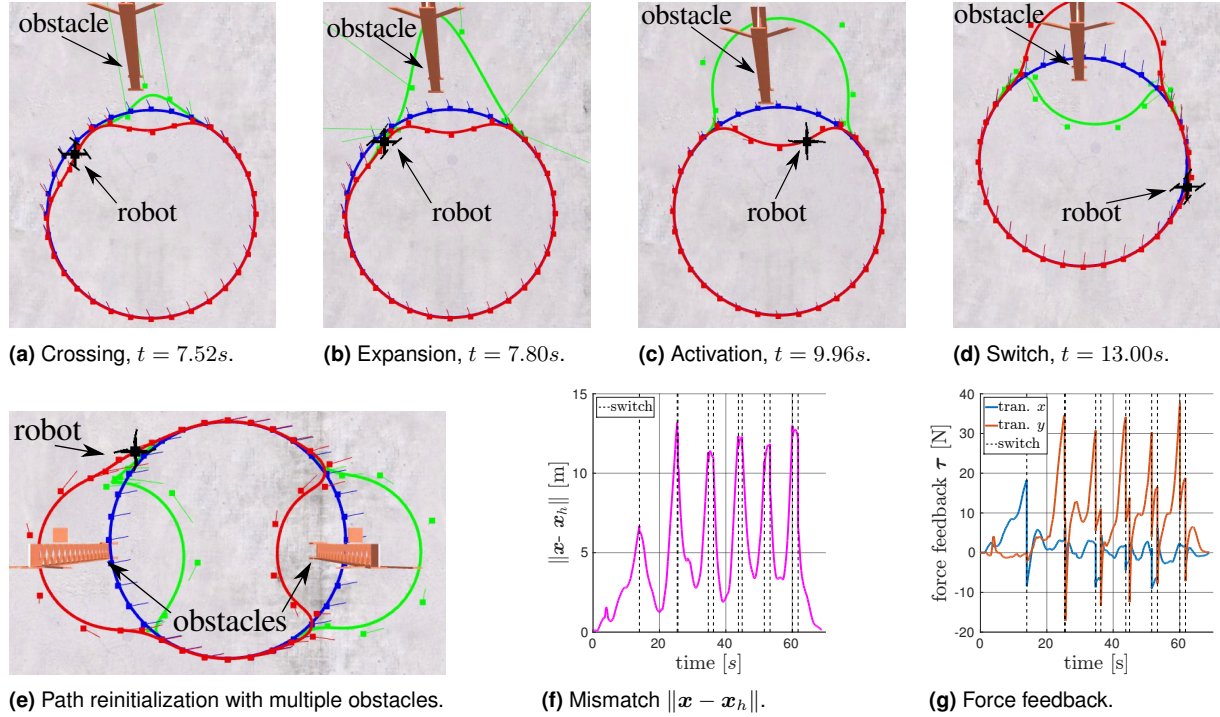 obstacle
robot
(a) Crossing, t = 7.52s.
obstacle
robot
(b) Expansion, t = 7.80s.
obstacle
robot
(c) Activation, t = 9.96s.
obstacle
robot
(d) Switch, t = 13.00s.
robot
obstacles
(e) Path reinitialization with multiple obstacles.
15
10
5
0
switch
‖x- x_h‖ [m]
0 20 40 60
time [s]
(f) Mismatch ‖x − x_h‖.
40
30
20
10
0
-10
-20
tran. x
tran. y
switch
force feedback τ [N]
0 20 40 60
time [s]
(g) Force feedback.